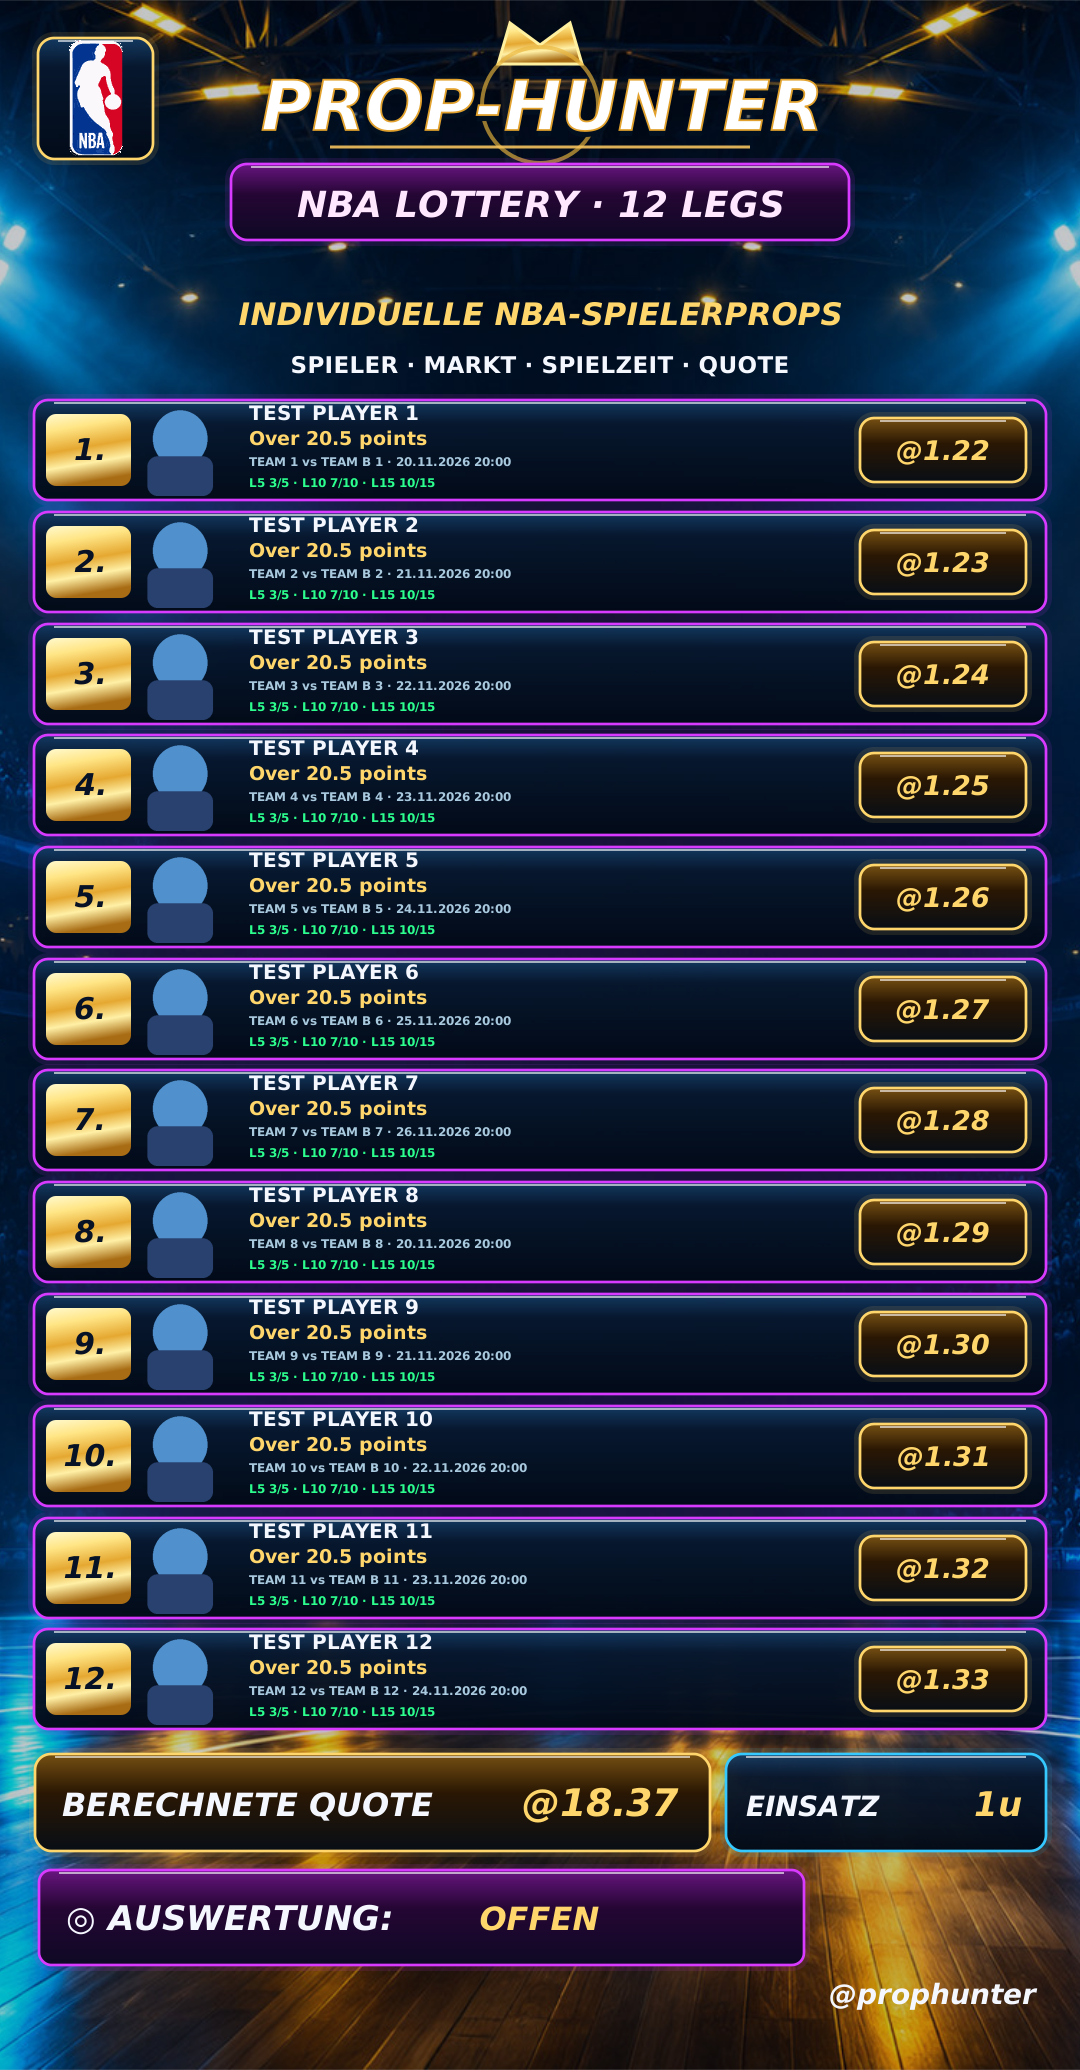 NBA
PROP-HUNTER
NBA LOTTERY · 12 LEGS
INDIVIDUELLE NBA-SPIELERPROPS
SPIELER · MARKT · SPIELZEIT · QUOTE
1.
TEST PLAYER 1
Over 20.5 points
TEAM 1 vs TEAM B 1 · 20.11.2026 20:00
L5 3/5 · L10 7/10 · L15 10/15
@1.22
2.
TEST PLAYER 2
Over 20.5 points
TEAM 2 vs TEAM B 2 · 21.11.2026 20:00
L5 3/5 · L10 7/10 · L15 10/15
@1.23
3.
TEST PLAYER 3
Over 20.5 points
TEAM 3 vs TEAM B 3 · 22.11.2026 20:00
L5 3/5 · L10 7/10 · L15 10/15
@1.24
4.
TEST PLAYER 4
Over 20.5 points
TEAM 4 vs TEAM B 4 · 23.11.2026 20:00
L5 3/5 · L10 7/10 · L15 10/15
@1.25
5.
TEST PLAYER 5
Over 20.5 points
TEAM 5 vs TEAM B 5 · 24.11.2026 20:00
L5 3/5 · L10 7/10 · L15 10/15
@1.26
6.
TEST PLAYER 6
Over 20.5 points
TEAM 6 vs TEAM B 6 · 25.11.2026 20:00
L5 3/5 · L10 7/10 · L15 10/15
@1.27
7.
TEST PLAYER 7
Over 20.5 points
TEAM 7 vs TEAM B 7 · 26.11.2026 20:00
L5 3/5 · L10 7/10 · L15 10/15
@1.28
8.
TEST PLAYER 8
Over 20.5 points
TEAM 8 vs TEAM B 8 · 20.11.2026 20:00
L5 3/5 · L10 7/10 · L15 10/15
@1.29
9.
TEST PLAYER 9
Over 20.5 points
TEAM 9 vs TEAM B 9 · 21.11.2026 20:00
L5 3/5 · L10 7/10 · L15 10/15
@1.30
10.
TEST PLAYER 10
Over 20.5 points
TEAM 10 vs TEAM B 10 · 22.11.2026 20:00
L5 3/5 · L10 7/10 · L15 10/15
@1.31
11.
TEST PLAYER 11
Over 20.5 points
TEAM 11 vs TEAM B 11 · 23.11.2026 20:00
L5 3/5 · L10 7/10 · L15 10/15
@1.32
12.
TEST PLAYER 12
Over 20.5 points
TEAM 12 vs TEAM B 12 · 24.11.2026 20:00
L5 3/5 · L10 7/10 · L15 10/15
@1.33
BERECHNETE QUOTE @18.37
EINSATZ 1u
◎ AUSWERTUNG: OFFEN
@prophunter